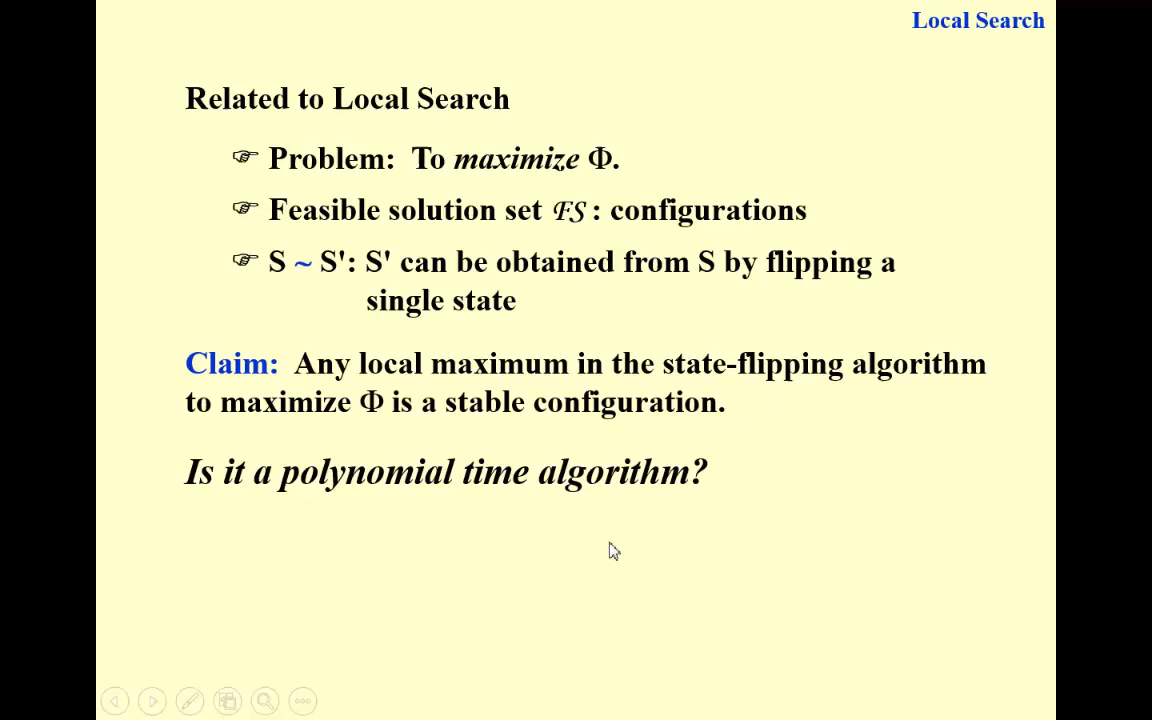 Local Search
Related to Local Search
☞ Problem: To maximize Φ.
☞ Feasible solution set FS : configurations
☞ S ~ S': S' can be obtained from S by flipping a
single state
Claim: Any local maximum in the state-flipping algorithm
to maximize Φ is a stable configuration.
Is it a polynomial time algorithm?